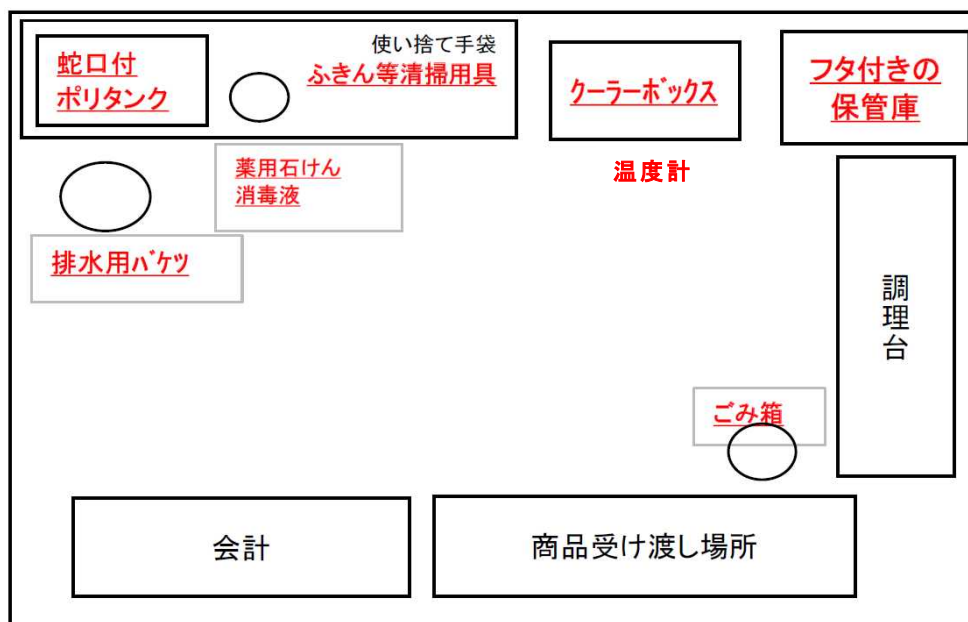 蛇口付
ポリタンク
使い捨て手袋
ふきん等清掃用具
クーラーボックス
フタ付きの
保管庫
温度計
薬用石けん
消毒液
排水用バケツ
調理台
ごみ箱
会計
商品受け渡し場所